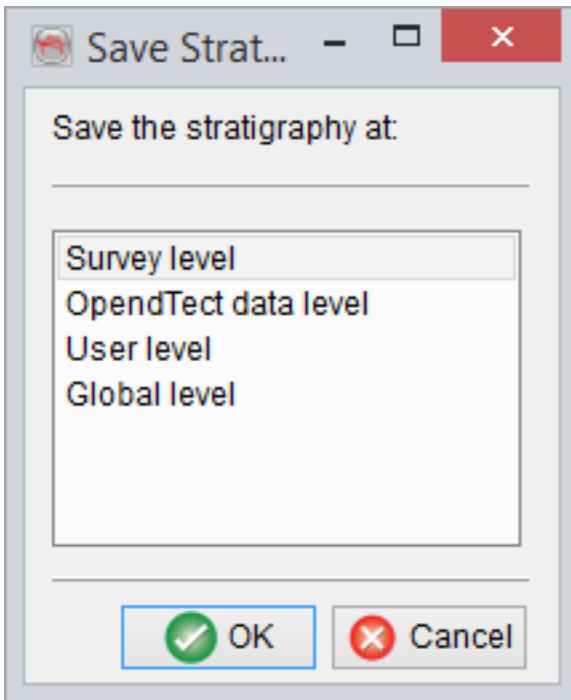 Save Strat...
Save the stratigraphy at:
Survey level
OpendTect data level
User level
Global level
OK
Cancel